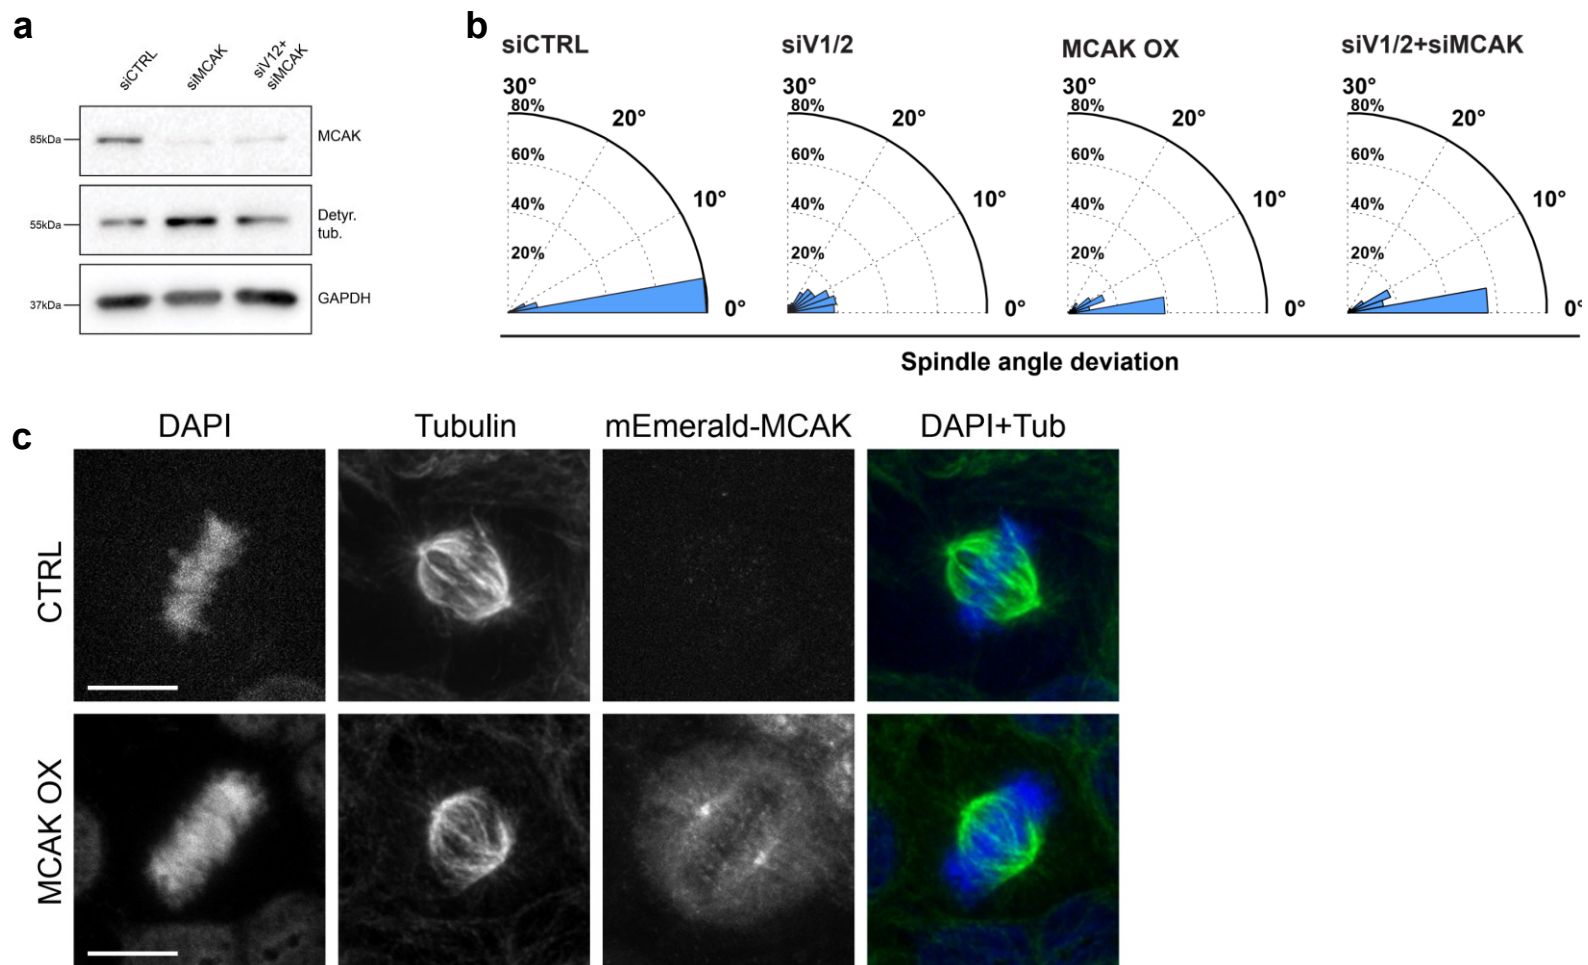 a
siCTRL
siMCAK
siV12+
siMCAK
85kDa
MCAK
55kDa
Detyr.
tub.
37kDa
GAPDH
b
siCTRL
30°
80%
20°
60%
10°
40%
20%
0°
siV1/2
30°
80%
20°
60%
10°
40%
20%
0°
MCAK OX
30°
80%
20°
60%
10°
40%
20%
0°
siV1/2+siMCAK
30°
80%
20°
60%
10°
40%
20%
0°
Spindle angle deviation
c
DAPI
Tubulin
mEmerald-MCAK
DAPI+Tub
CTRL
MCAK OX